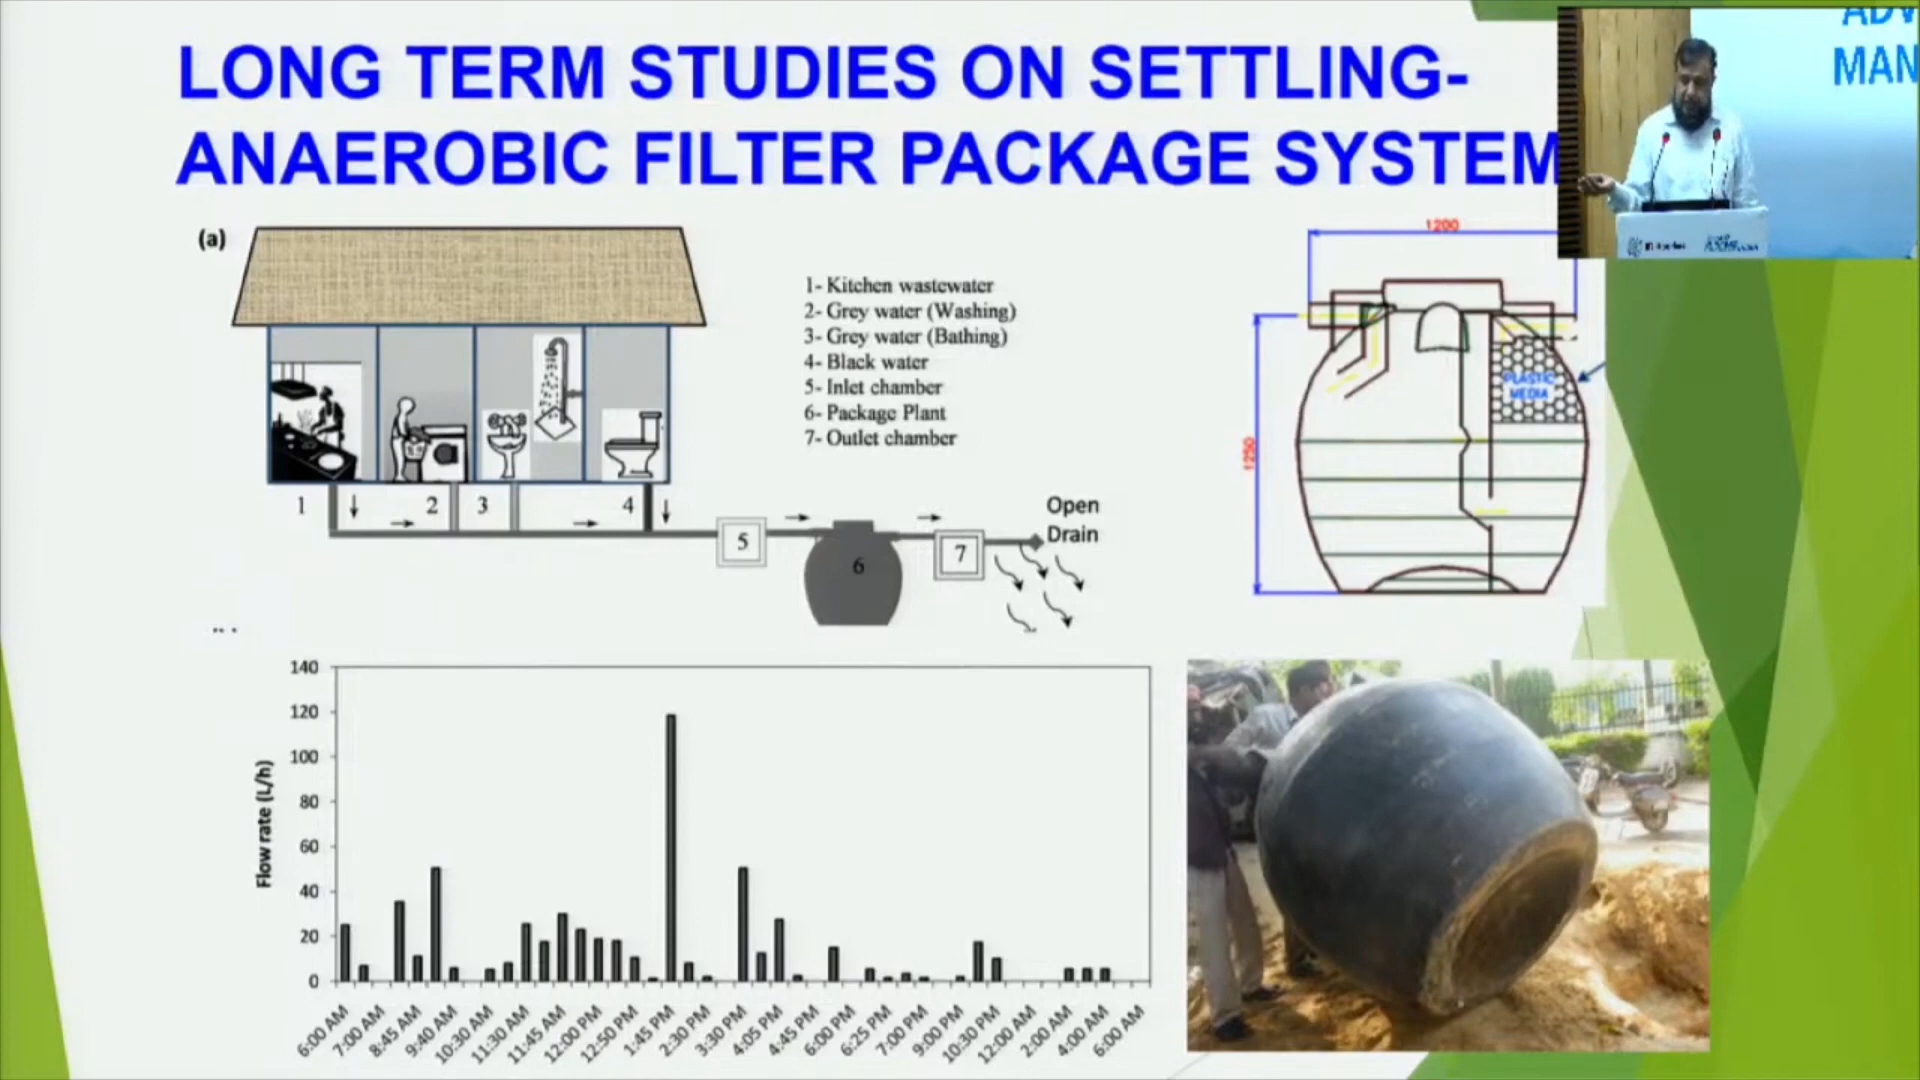 LONG TERM STUDIES ON SETTLING-
ANAEROBIC FILTER PACKAGE SYSTEM
ADV
MAN
(a)
1- Kitchen wastewater
2- Grey water (Washing)
3- Grey water (Bathing)
4- Black water
5- Inlet chamber
6- Package Plant
7- Outlet chamber
1 2 3 4
5
6
7
Open
Drain
1200
1250
PLASTIC
MEDIA
Flow rate (L/h)
140
120
100
80
60
40
20
0
6:00 AM
7:00 AM
8:45 AM
9:40 AM
10:30 AM
11:30 AM
11:45 AM
12:00 PM
12:50 PM
1:45 PM
2:30 PM
3:30 PM
4:05 PM
4:45 PM
6:00 PM
6:25 PM
7:00 PM
9:00 PM
10:30 PM
12:00 AM
2:00 AM
4:00 AM
6:00 AM